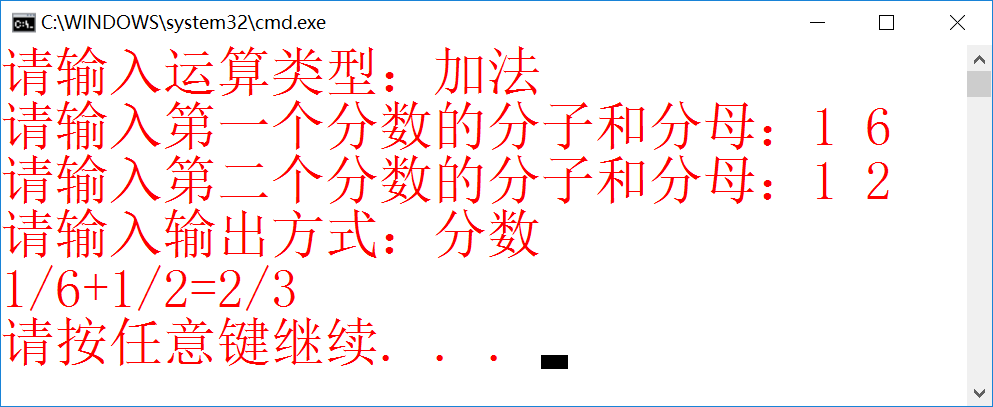 C:\WINDOWS\system32\cmd.exe
请输入运算类型：加法
请输入第一个分数的分子和分母：1 6
请输入第二个分数的分子和分母：1 2
请输入输出方式：分数
1/6+1/2=2/3
请按任意键继续. . .